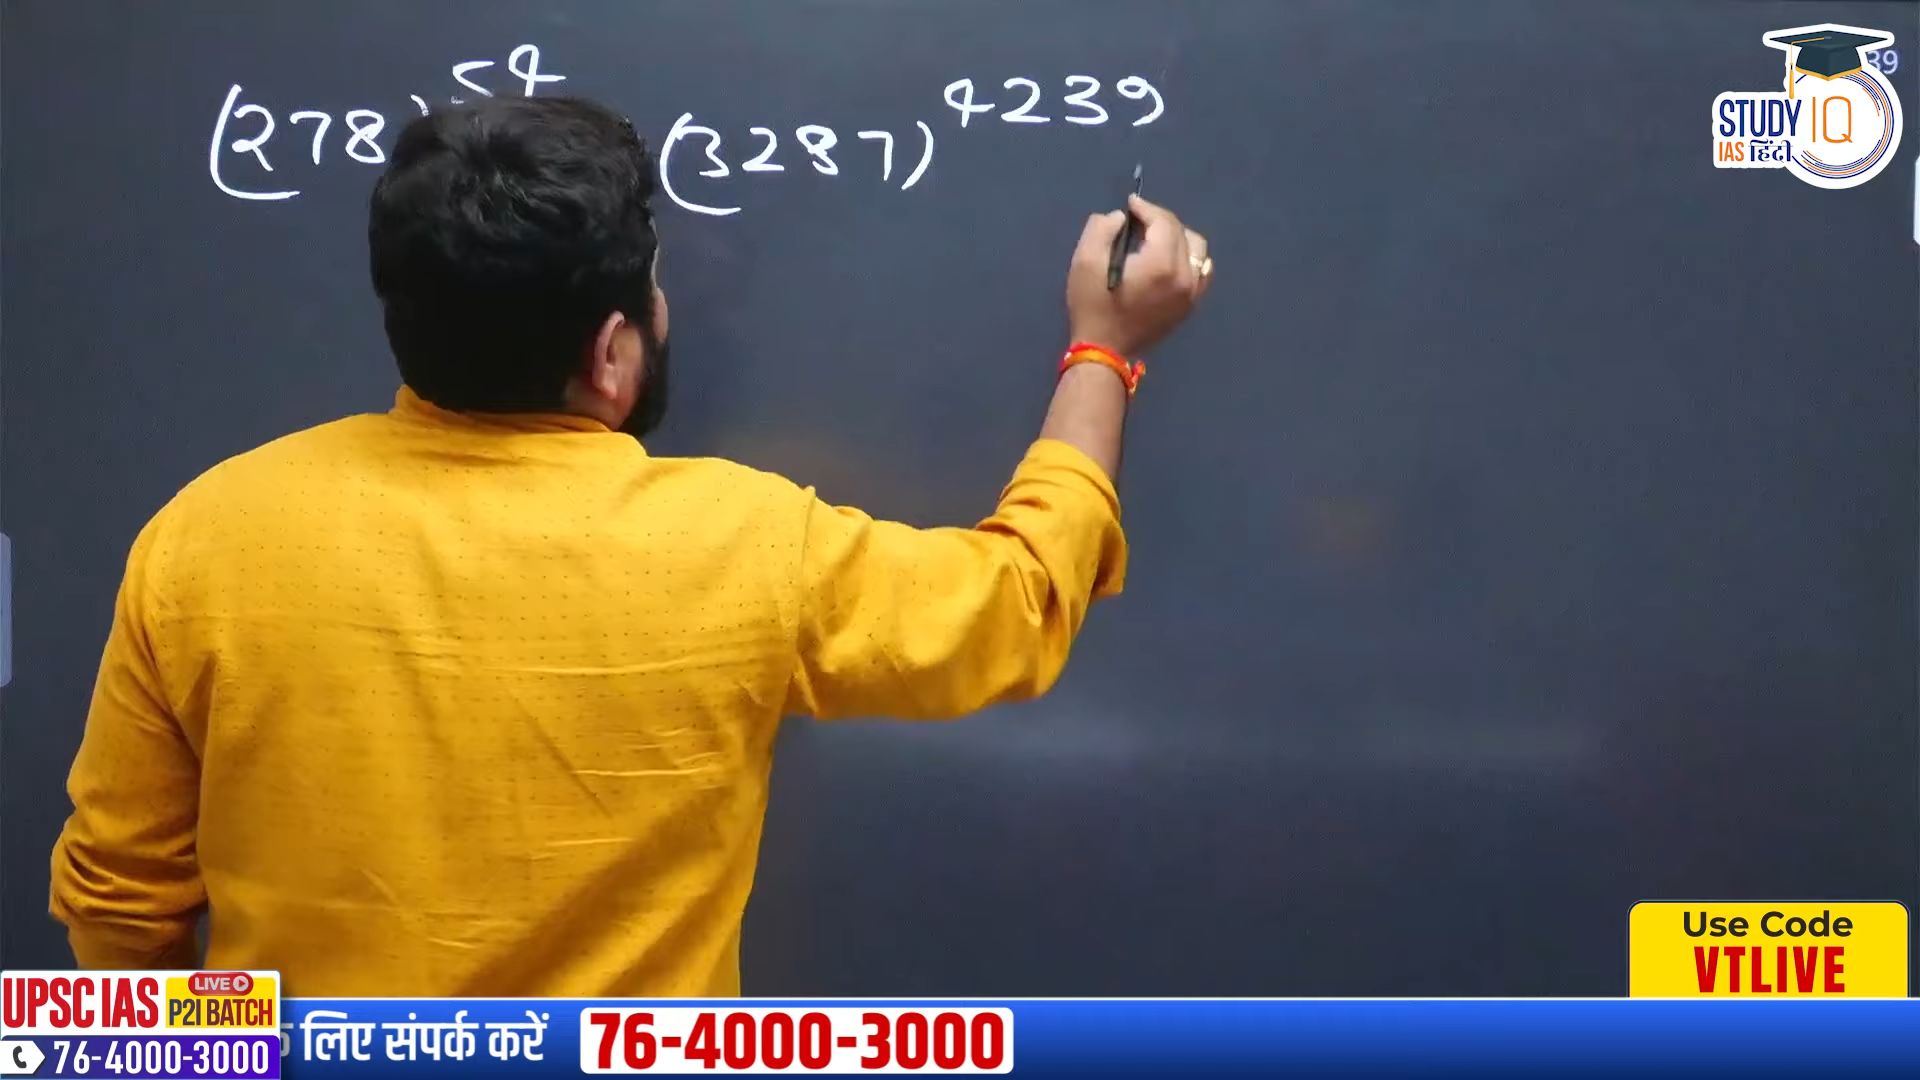 (278)^54 (3287)^4239
39
STUDY IQ
IAS हिंदी
Use Code
VTLIVE
UPSC IAS LIVE P2I BATCH
76-4000-3000
लिए संपर्क करें 76-4000-3000